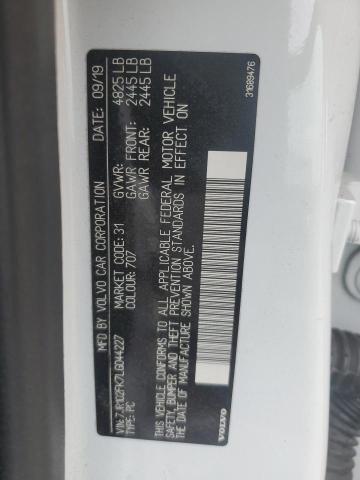 MFD BY VOLVO CAR CORPORATION DATE: 09/19
VIN: 7JR102FK7LG044227 MARKET CODE: 31 GVWR: 4825 LB
TYPE: PC COLOUR: 707 GAWR FRONT: 2445 LB
GAWR REAR: 2445 LB
THIS VEHICLE CONFORMS TO ALL APPLICABLE FEDERAL MOTOR VEHICLE
SAFETY, BUMPER AND THEFT PREVENTION STANDARDS IN EFFECT ON
THE DATE OF MANUFACTURE SHOWN ABOVE.
VOLVO
31689476